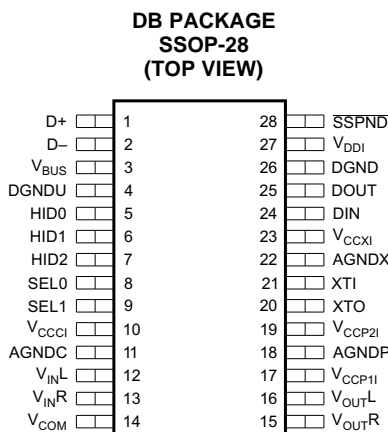 DB PACKAGE
SSOP-28
(TOP VIEW)
D+ 1 28 SSPND
D– 2 27 VDDI
VBUS 3 26 DGND
DGNDU 4 25 DOUT
HID0 5 24 DIN
HID1 6 23 VCCXI
HID2 7 22 AGNDX
SEL0 8 21 XTI
SEL1 9 20 XTO
VCCCI 10 19 VCCP2I
AGNDC 11 18 AGNDP
VINL 12 17 VCCP1I
VINR 13 16 VOUTL
VCOM 14 15 VOUTR